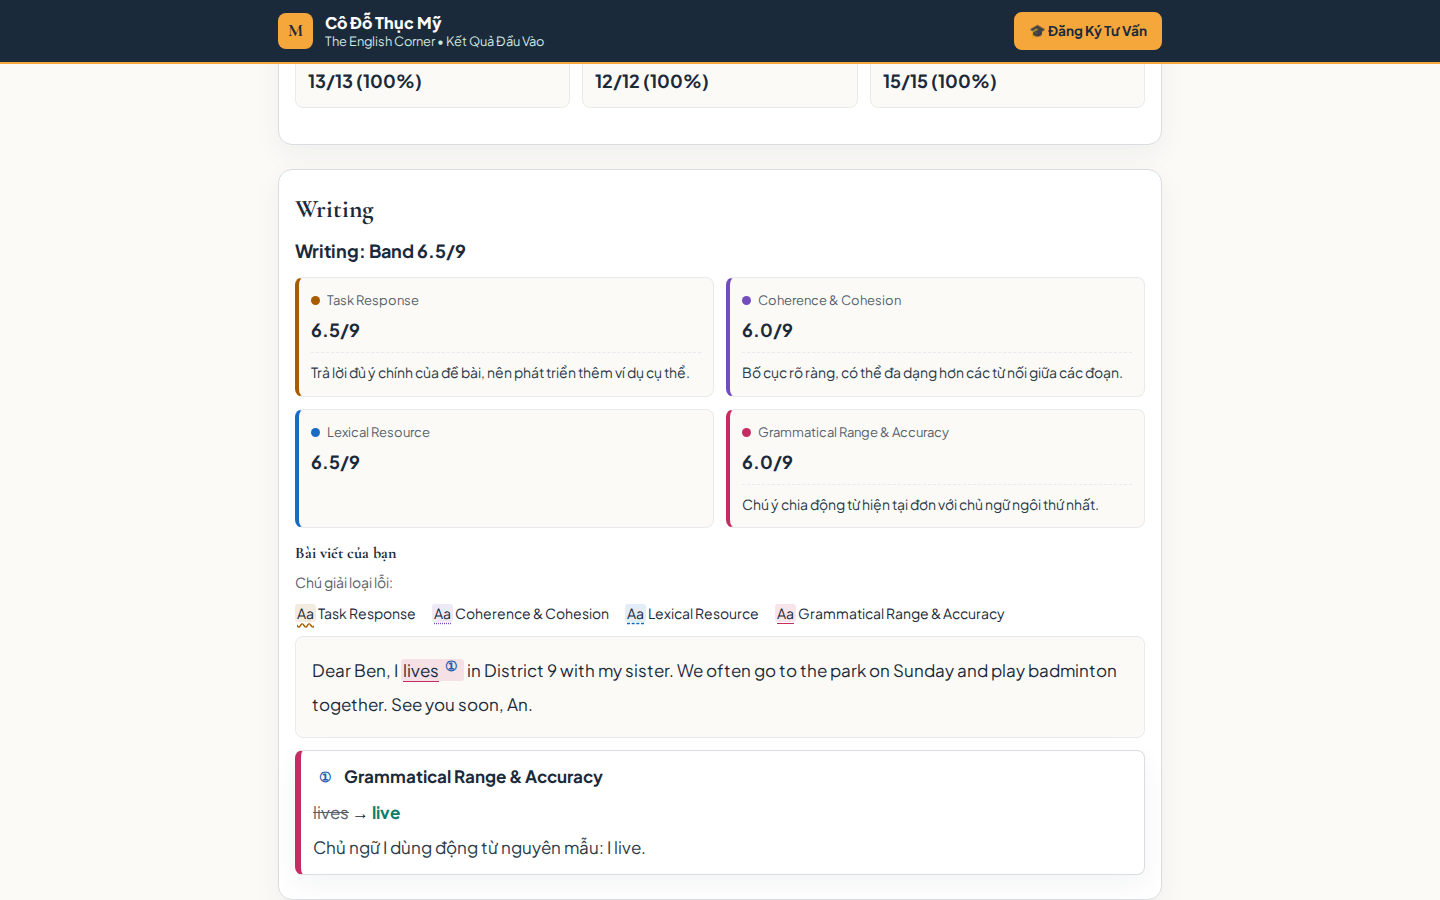 M
Cô Đỗ Thục Mỹ
The English Corner • Kết Quả Đầu Vào
🎓 Đăng Ký Tư Vấn
13/13 (100%)
12/12 (100%)
15/15 (100%)
Writing
Writing: Band 6.5/9
Task Response
6.5/9
Trả lời đủ ý chính của đề bài, nên phát triển thêm ví dụ cụ thể.
Coherence & Cohesion
6.0/9
Bố cục rõ ràng, có thể đa dạng hơn các từ nối giữa các đoạn.
Lexical Resource
6.5/9
Grammatical Range & Accuracy
6.0/9
Chú ý chia động từ hiện tại đơn với chủ ngữ ngôi thứ nhất.
Bài viết của bạn
Chú giải loại lỗi:
Aa Task Response Aa Coherence & Cohesion Aa Lexical Resource Aa Grammatical Range & Accuracy
Dear Ben, I lives ① in District 9 with my sister. We often go to the park on Sunday and play badminton
together. See you soon, An.
① Grammatical Range & Accuracy
lives → live
Chủ ngữ I dùng động từ nguyên mẫu: I live.